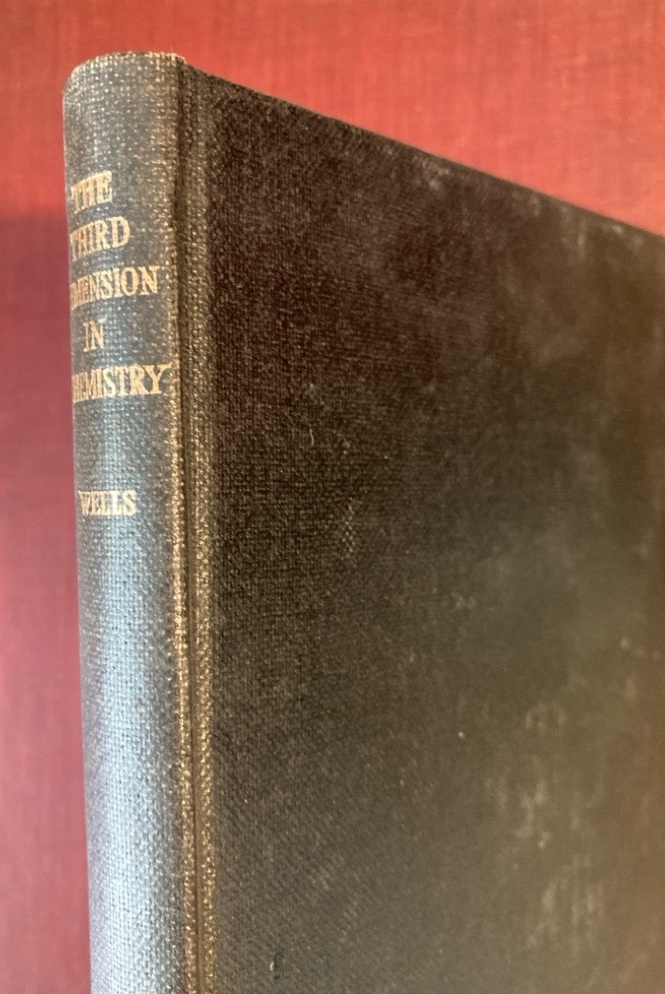 THE
THIRD
DIMENSION
IN
CHEMISTRY
WELLS